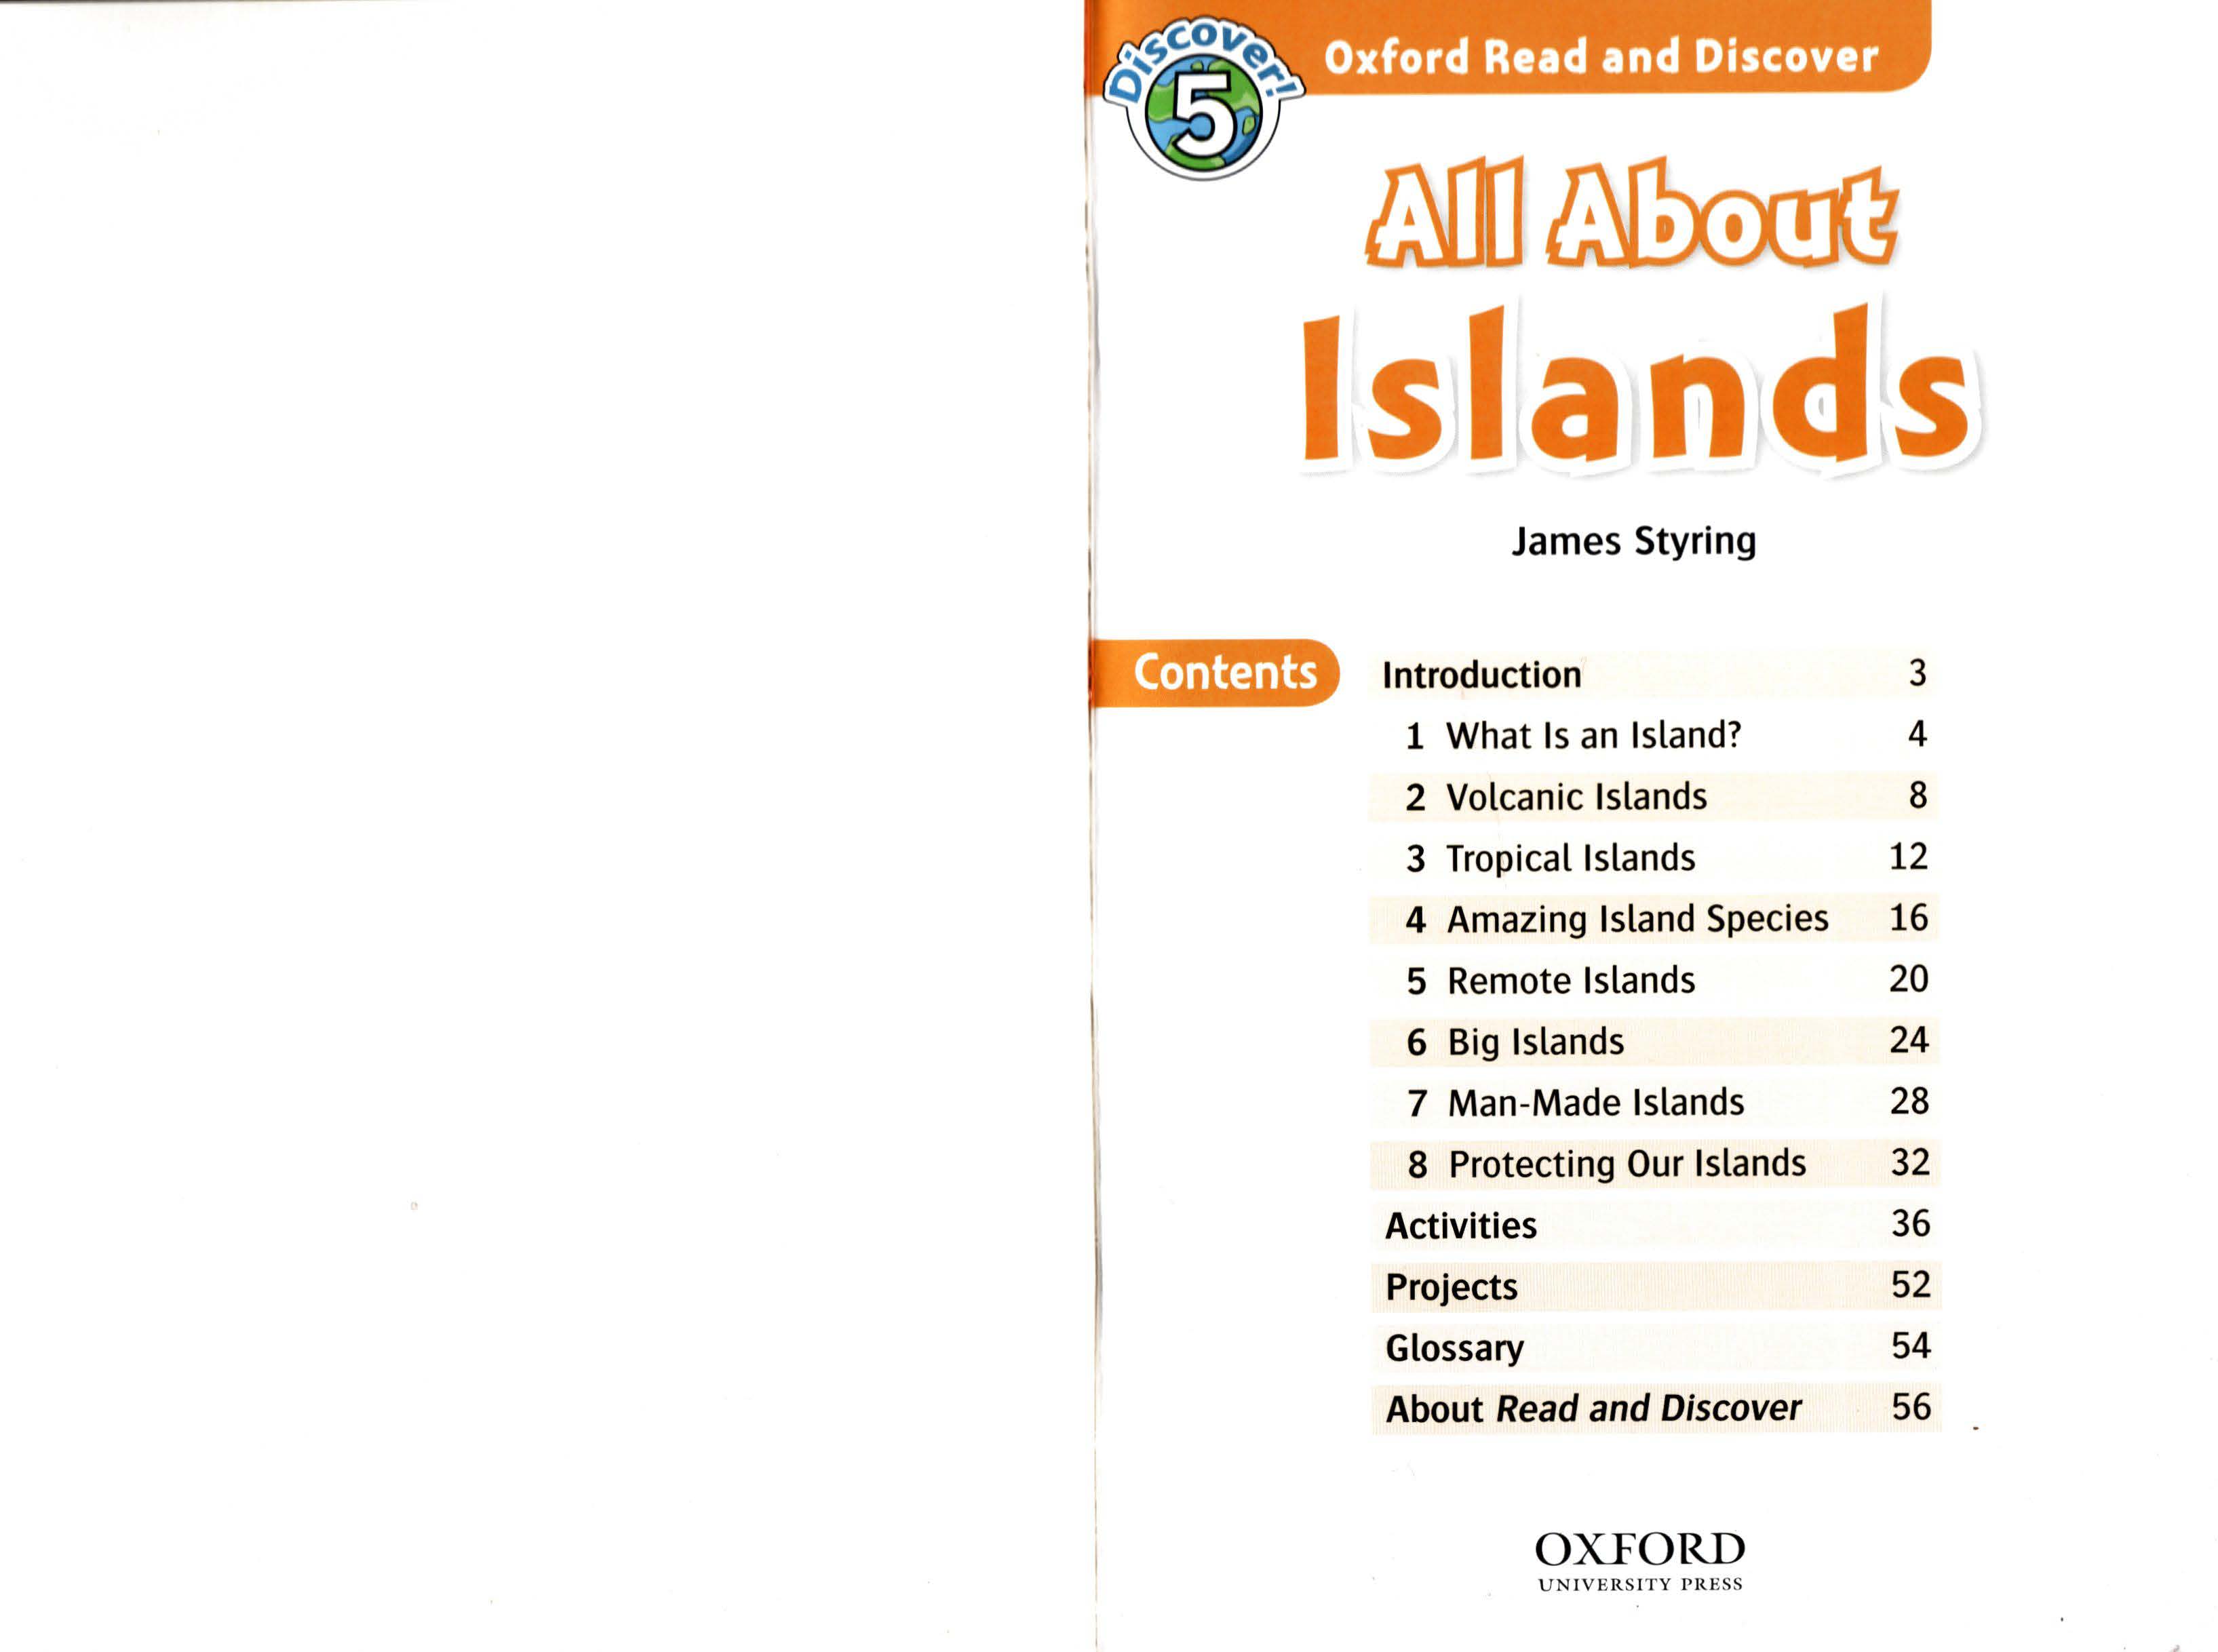 Discover!
5
Oxford Read and Discover
All About
Islands
James Styring
Contents
Introduction 3
1 What Is an Island? 4
2 Volcanic Islands 8
3 Tropical Islands 12
4 Amazing Island Species 16
5 Remote Islands 20
6 Big Islands 24
7 Man-Made Islands 28
8 Protecting Our Islands 32
Activities 36
Projects 52
Glossary 54
About Read and Discover 56
OXFORD
UNIVERSITY PRESS